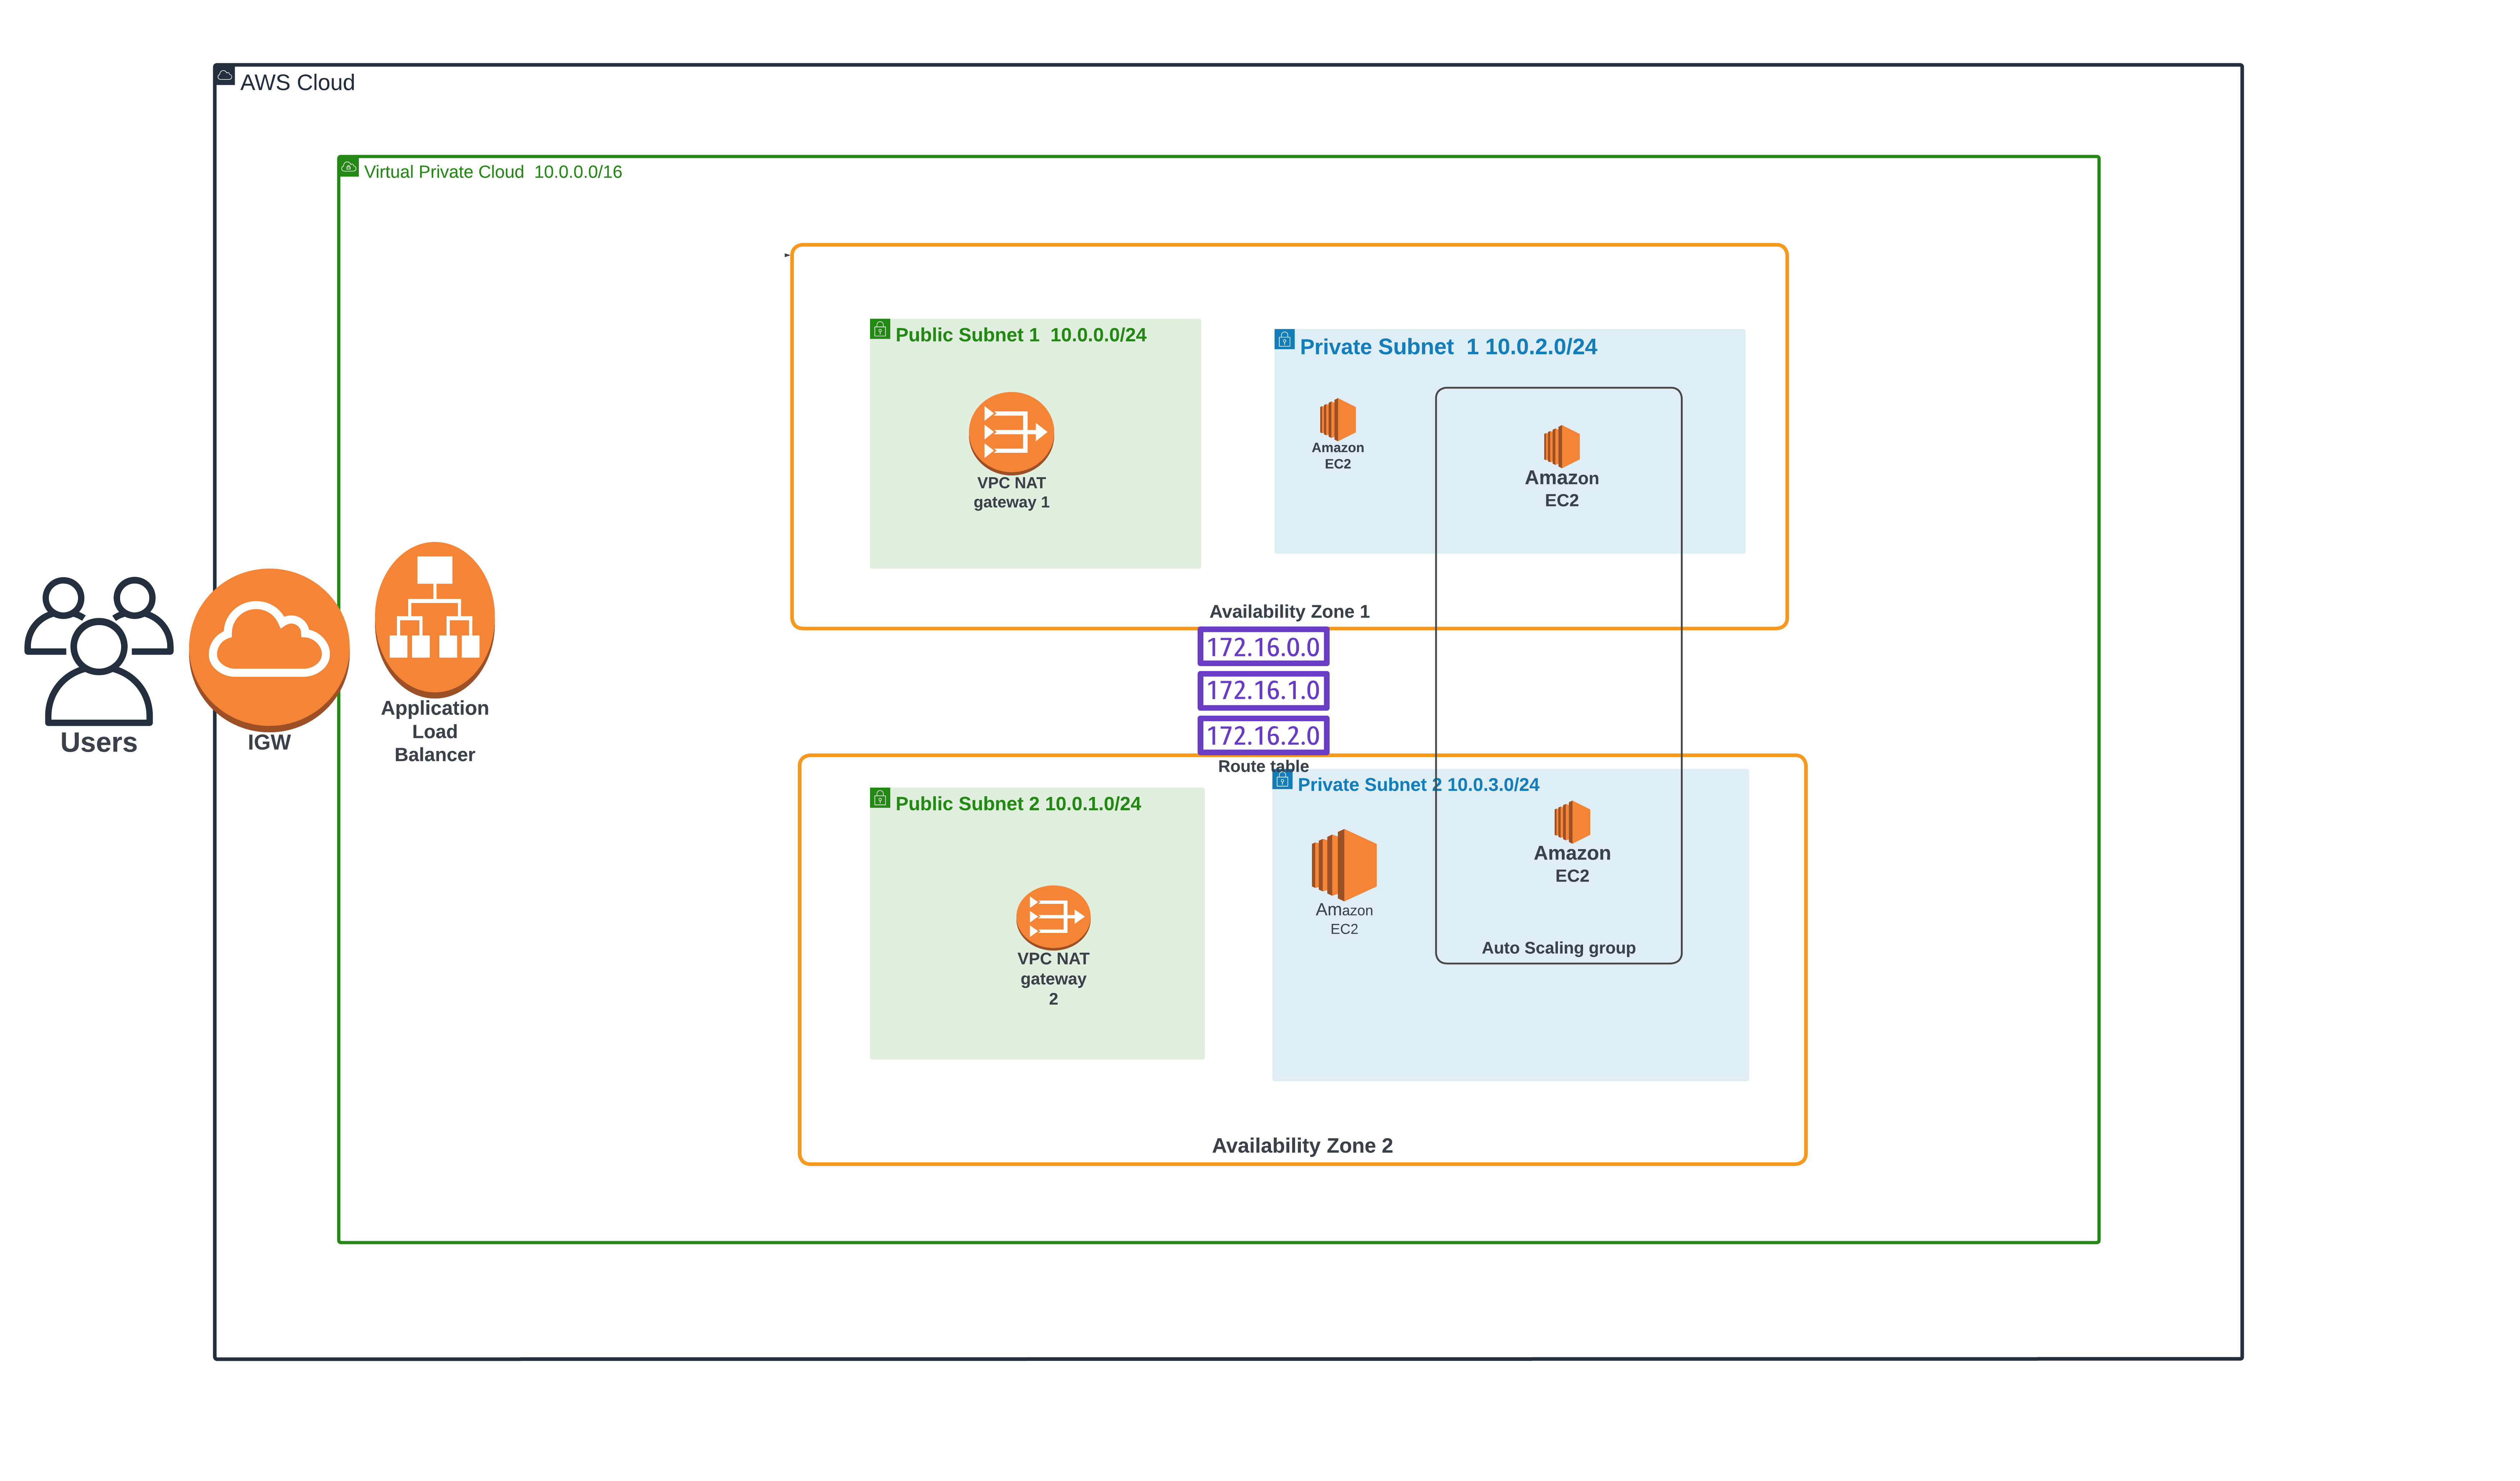 AWS Cloud
Virtual Private Cloud  10.0.0.0/16
Public Subnet 1  10.0.0.0/24
VPC NAT
gateway 1
Private Subnet  1 10.0.2.0/24
Amazon
EC2
Amazon
EC2
Availability Zone 1
Users
IGW
Application
Load
Balancer
172.16.0.0
172.16.1.0
172.16.2.0
Route table
Public Subnet 2 10.0.1.0/24
VPC NAT
gateway
2
Private Subnet 2 10.0.3.0/24
Amazon
EC2
Amazon
EC2
Auto Scaling group
Availability Zone 2